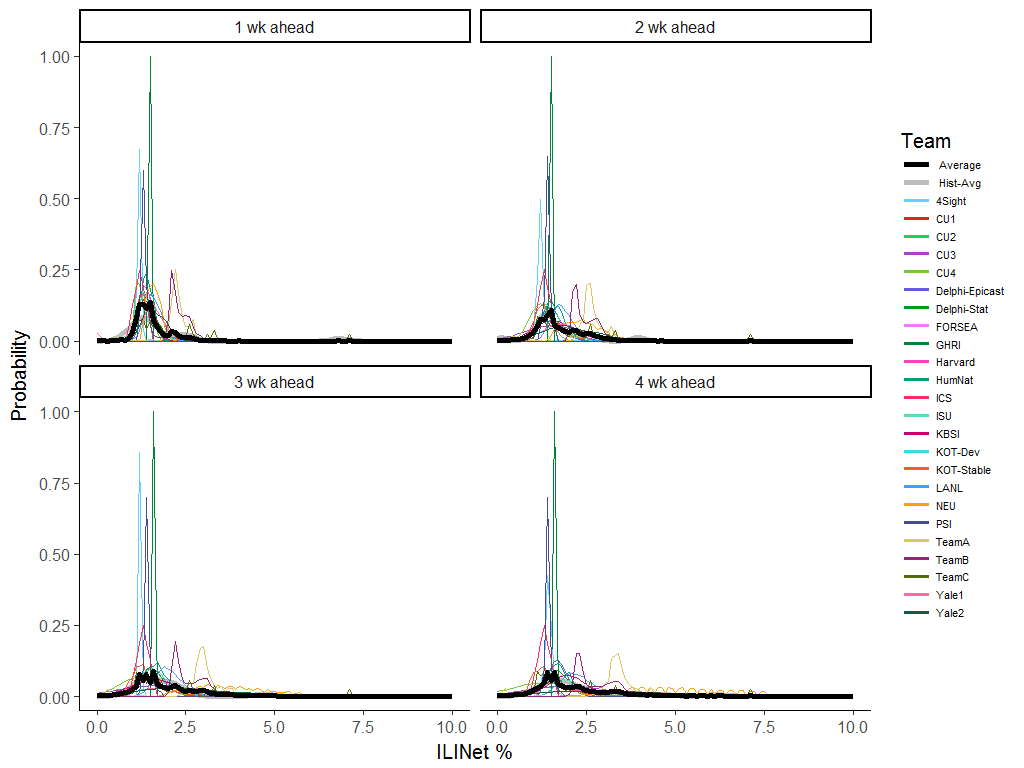 1 wk ahead
2 wk ahead
1.00
0.75
0.50
0.25
0.00
3 wk ahead
4 wk ahead
1.00
0.75
0.50
0.25
0.00
0.0
2.5
5.0
7.5
10.0
0.0
2.5
5.0
7.5
10.0
ILINet %
Probability
Team
Average
Hist-Avg
4Sight
CU1
CU2
CU3
CU4
Delphi-Epicast
Delphi-Stat
FORSEA
GHRI
Harvard
HumNat
ICS
ISU
KBSI
KOT-Dev
KOT-Stable
LANL
NEU
PSI
TeamA
TeamB
TeamC
Yale1
Yale2